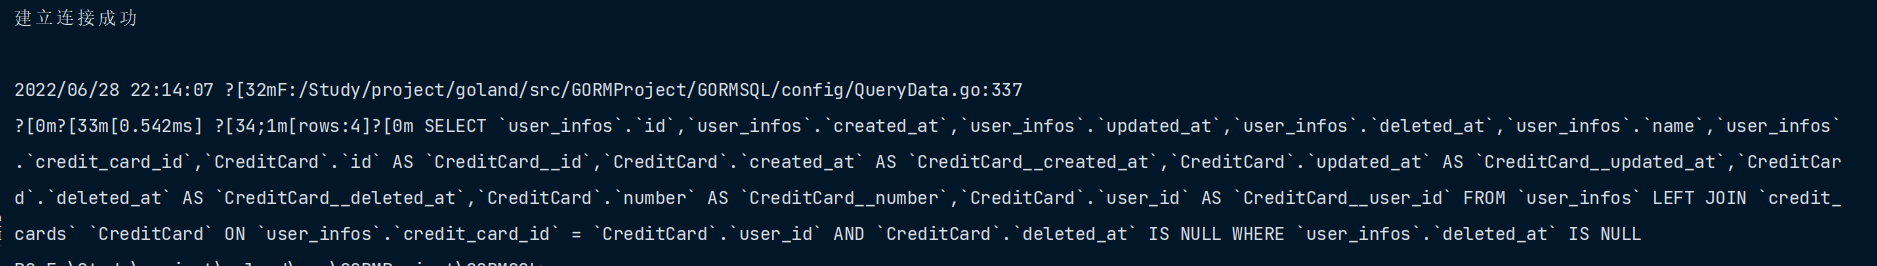 建立连接成功
2022/06/28 22:14:07 ?[32mF:/Study/project/goland/src/GORMProject/GORMSQL/config/QueryData.go:337
?[0m?[33m[0.542ms] ?[34;1m[rows:4]?[0m SELECT `user_infos`.`id`,`user_infos`.`created_at`,`user_infos`.`updated_at`,`user_infos`.`deleted_at`,`user_infos`.`name`,`user_infos`
.`credit_card_id`,`CreditCard`.`id` AS `CreditCard__id`,`CreditCard`.`created_at` AS `CreditCard__created_at`,`CreditCard`.`updated_at` AS `CreditCard__updated_at`,`CreditCar
d`.`deleted_at` AS `CreditCard__deleted_at`,`CreditCard`.`number` AS `CreditCard__number`,`CreditCard`.`user_id` AS `CreditCard__user_id` FROM `user_infos` LEFT JOIN `credit_
cards` `CreditCard` ON `user_infos`.`credit_card_id` = `CreditCard`.`user_id` AND `CreditCard`.`deleted_at` IS NULL WHERE `user_infos`.`deleted_at` IS NULL